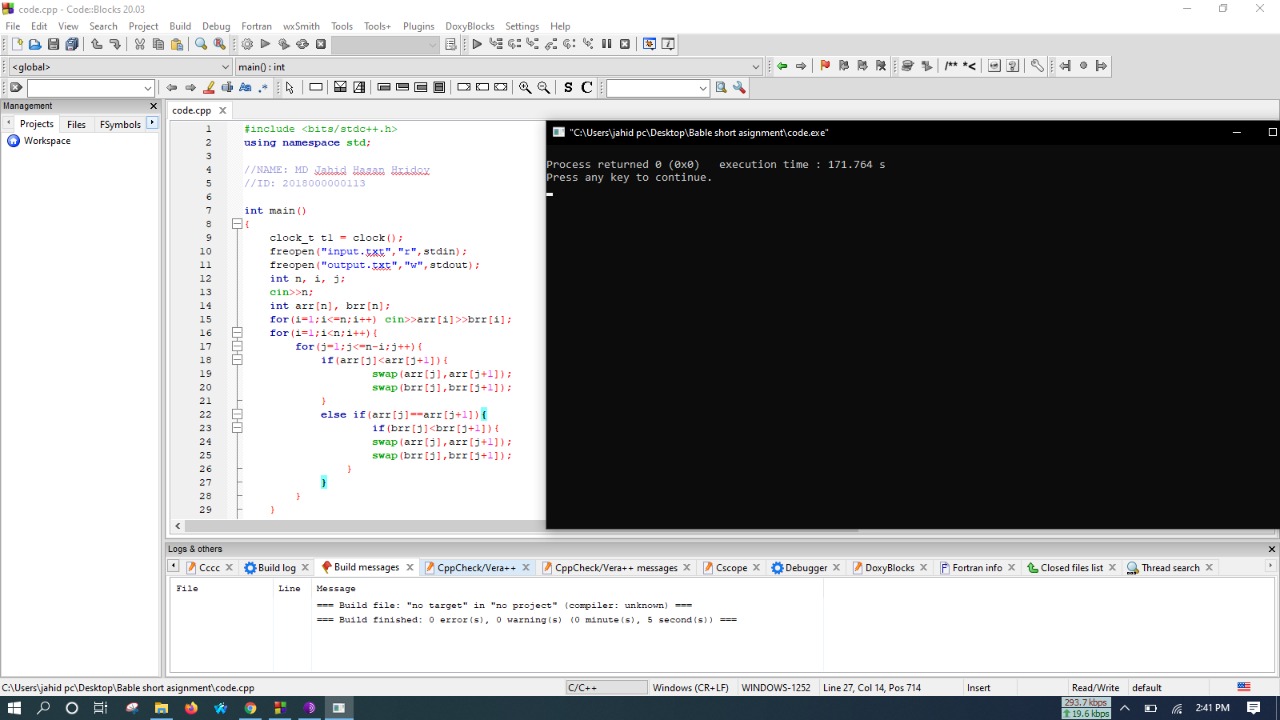 code.cpp - Code::Blocks 20.03
File Edit View Search Project Build Debug Fortran wxSmith Tools Tools+ Plugins DoxyBlocks Settings Help
<global> main() : int
/** *<
Aa .*
S C
Management
code.cpp
Projects Files FSymbols
Workspace
1 #include <bits/stdc++.h>
2 using namespace std;
3
4 //NAME: MD Jahid Hasan Hridoy
5 //ID: 2018000000113
6
7 int main()
8 {
9 clock_t t1 = clock();
10 freopen("input.txt","r",stdin);
11 freopen("output.txt","w",stdout);
12 int n, i, j;
13 cin>>n;
14 int arr[n], brr[n];
15 for(i=1;i<=n;i++) cin>>arr[i]>>brr[i];
16 for(i=1;i<n;i++){
17 for(j=1;j<=n-i;j++){
18 if(arr[j]<arr[j+1]){
19 swap(arr[j],arr[j+1]);
20 swap(brr[j],brr[j+1]);
21 }
22 else if(arr[j]==arr[j+1]){
23 if(brr[j]<brr[j+1]){
24 swap(arr[j],arr[j+1]);
25 swap(brr[j],brr[j+1]);
26 }
27 }
28 }
29 }
"C:\Users\jahid pc\Desktop\Bable short asignment\code.exe"
Process returned 0 (0x0) execution time : 171.764 s
Press any key to continue.
Logs & others
Cccc Build log Build messages CppCheck/Vera++ CppCheck/Vera++ messages Cscope Debugger DoxyBlocks Fortran info Closed files list Thread search
File Line Message
=== Build file: "no target" in "no project" (compiler: unknown) ===
=== Build finished: 0 error(s), 0 warning(s) (0 minute(s), 5 second(s)) ===
C:\Users\jahid pc\Desktop\Bable short asignment\code.cpp C/C++ Windows (CR+LF) WINDOWS-1252 Line 27, Col 14, Pos 714 Insert Read/Write default
293.7 kbps
19.6 kbps
2:41 PM